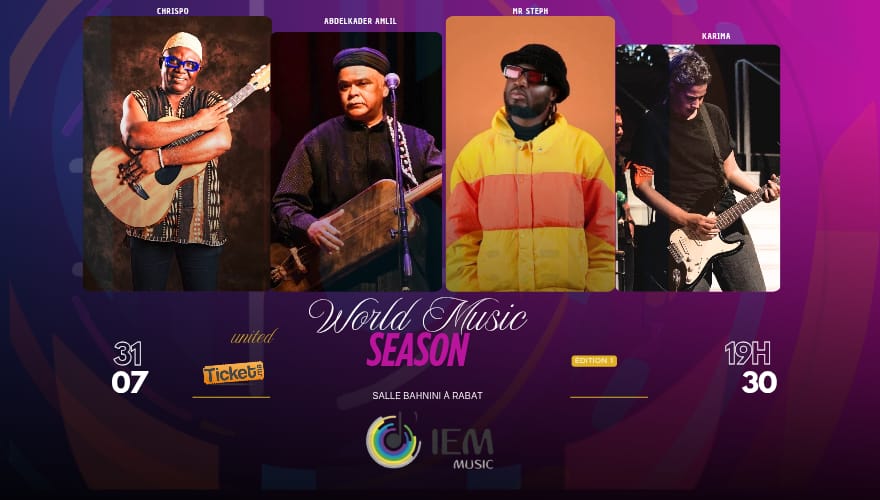 CHRISPO
ABDELKADER AMLIL
MR STEPH
KARIMA
World Music
united
SEASON
31
07
Ticket.ma
EDITION 1
19H
30
SALLE BAHNINI À RABAT
IEM
MUSIC